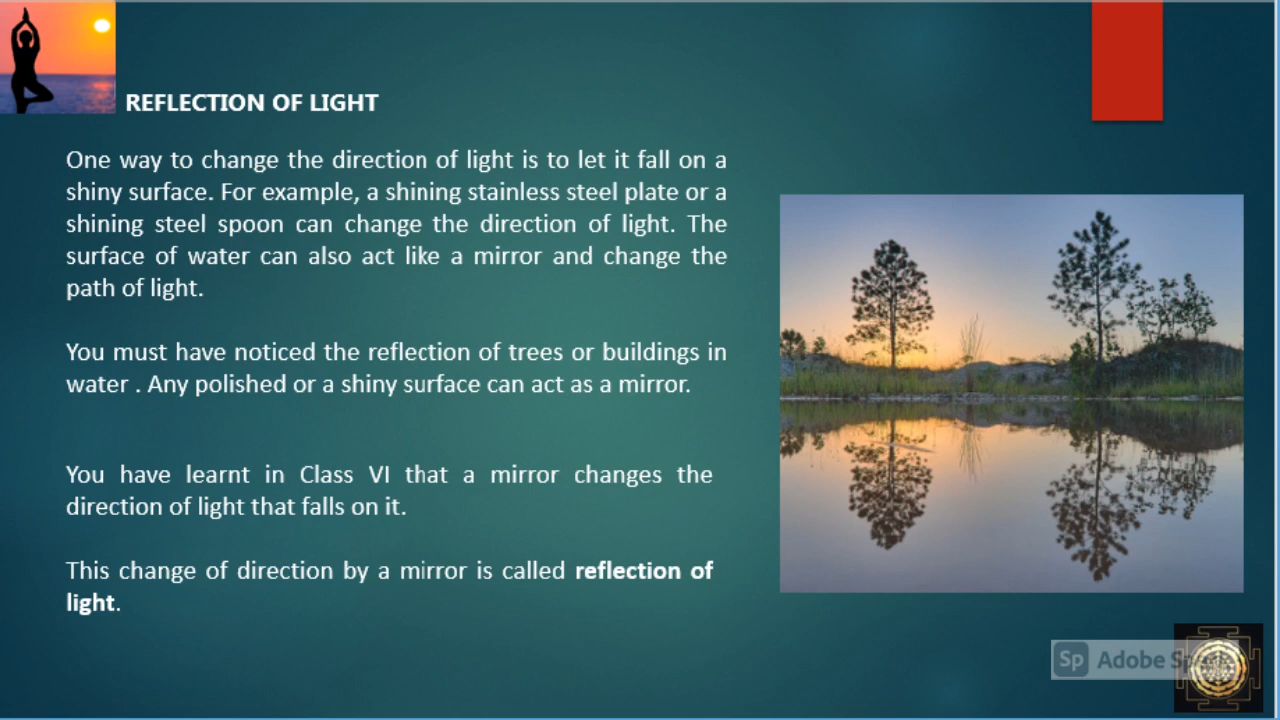 REFLECTION OF LIGHT
One way to change the direction of light is to let it fall on a
shiny surface. For example, a shining stainless steel plate or a
shining steel spoon can change the direction of light. The
surface of water can also act like a mirror and change the
path of light.
You must have noticed the reflection of trees or buildings in
water . Any polished or a shiny surface can act as a mirror.
You have learnt in Class VI that a mirror changes the
direction of light that falls on it.
This change of direction by a mirror is called reflection of
light.
Sp Adobe